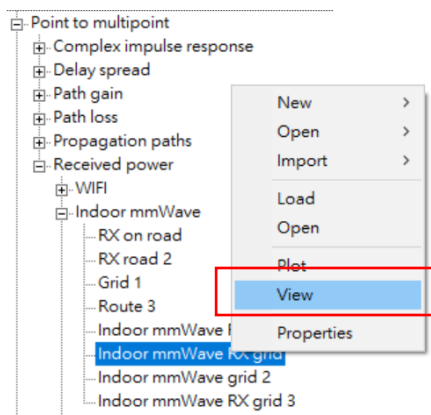 Point to multipoint
Complex impulse response
Delay spread
Path gain
Path loss
Propagation paths
Received power
WIFI
Indoor mmWave
RX on road
RX road 2
Grid 1
Route 3
Indoor mmWave
Indoor mmWave RX grid
Indoor mmWave grid 2
Indoor mmWave RX grid 3
New
Open
Import
Load
Open
Plot
View
Properties